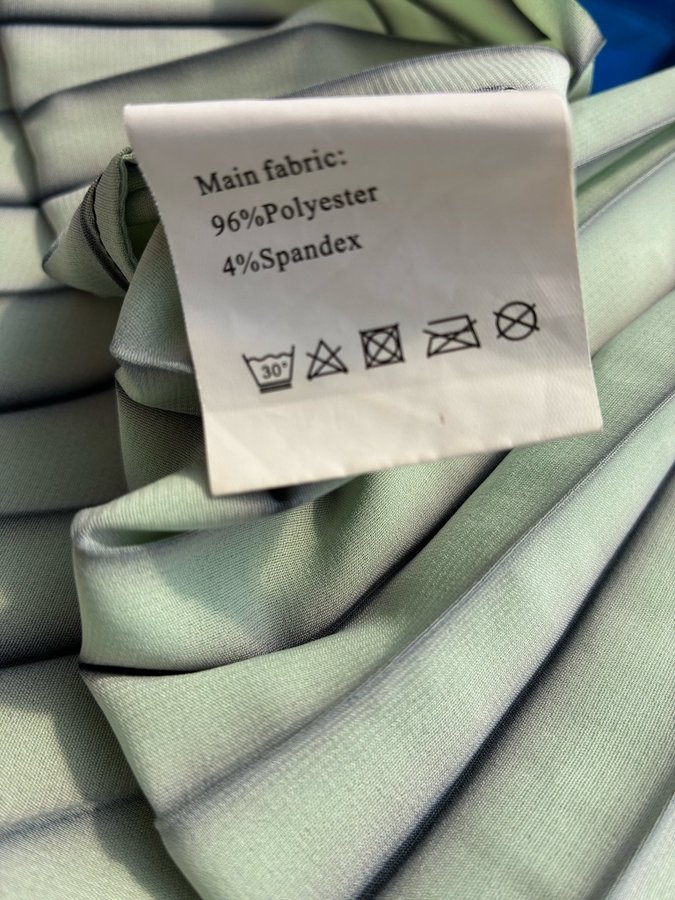 Main fabric:
96%Polyester
4%Spandex
30°